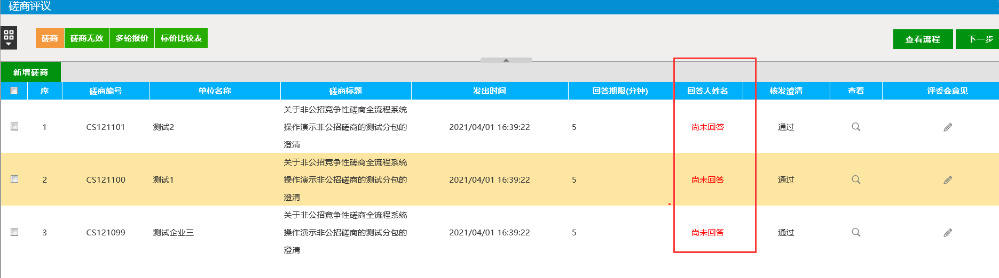 磋商评议
磋商 磋商无效 多轮报价 标价比较表 查看流程 下一步
新增磋商
序 磋商编号 单位名称 磋商标题 发出时间 回答期限(分钟) 回答人姓名 核发澄清 查看 评委会意见
关于非公招竞争性磋商全流程系统
1 CS121101 测试2 操作演示非公招磋商的测试分包的 2021/04/01 16:39:22 5 尚未回答 通过
澄清
关于非公招竞争性磋商全流程系统
2 CS121100 测试1 操作演示非公招磋商的测试分包的 2021/04/01 16:39:22 5 尚未回答 通过
澄清
关于非公招竞争性磋商全流程系统
3 CS121099 测试企业三 操作演示非公招磋商的测试分包的 2021/04/01 16:39:22 5 尚未回答 通过
澄清